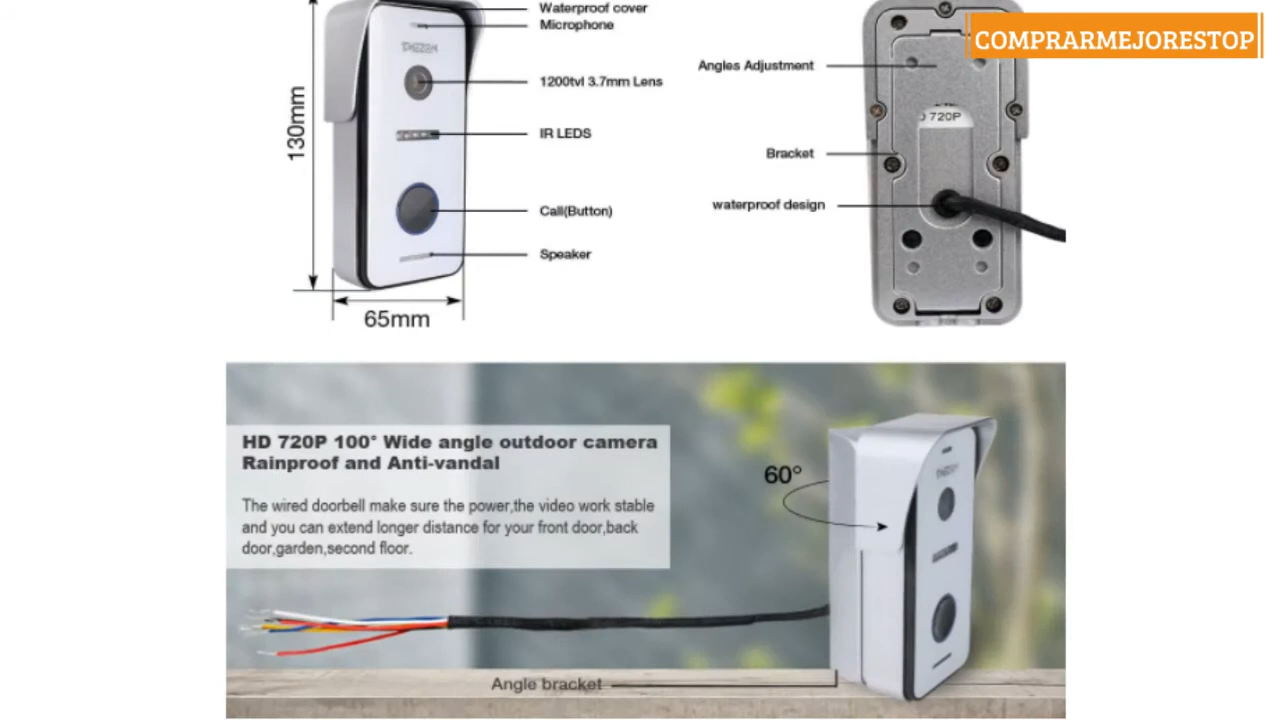 Waterproof cover
Microphone
TMEZON
1200tvl 3.7mm Lens
IR LEDS
Call(Button)
Speaker
130mm
65mm
COMPRARMEJORESTOP
Angles Adjustment
720P
Bracket
waterproof design
HD 720P 100° Wide angle outdoor camera
Rainproof and Anti-vandal
The wired doorbell make sure the power,the video work stable
and you can extend longer distance for your front door,back
door,garden,second floor.
60°
TMEZON
Angle bracket